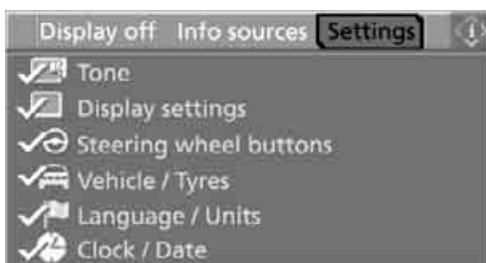 Display off Info sources Settings i
Tone
Display settings
Steering wheel buttons
Vehicle / Tyres
Language / Units
Clock / Date